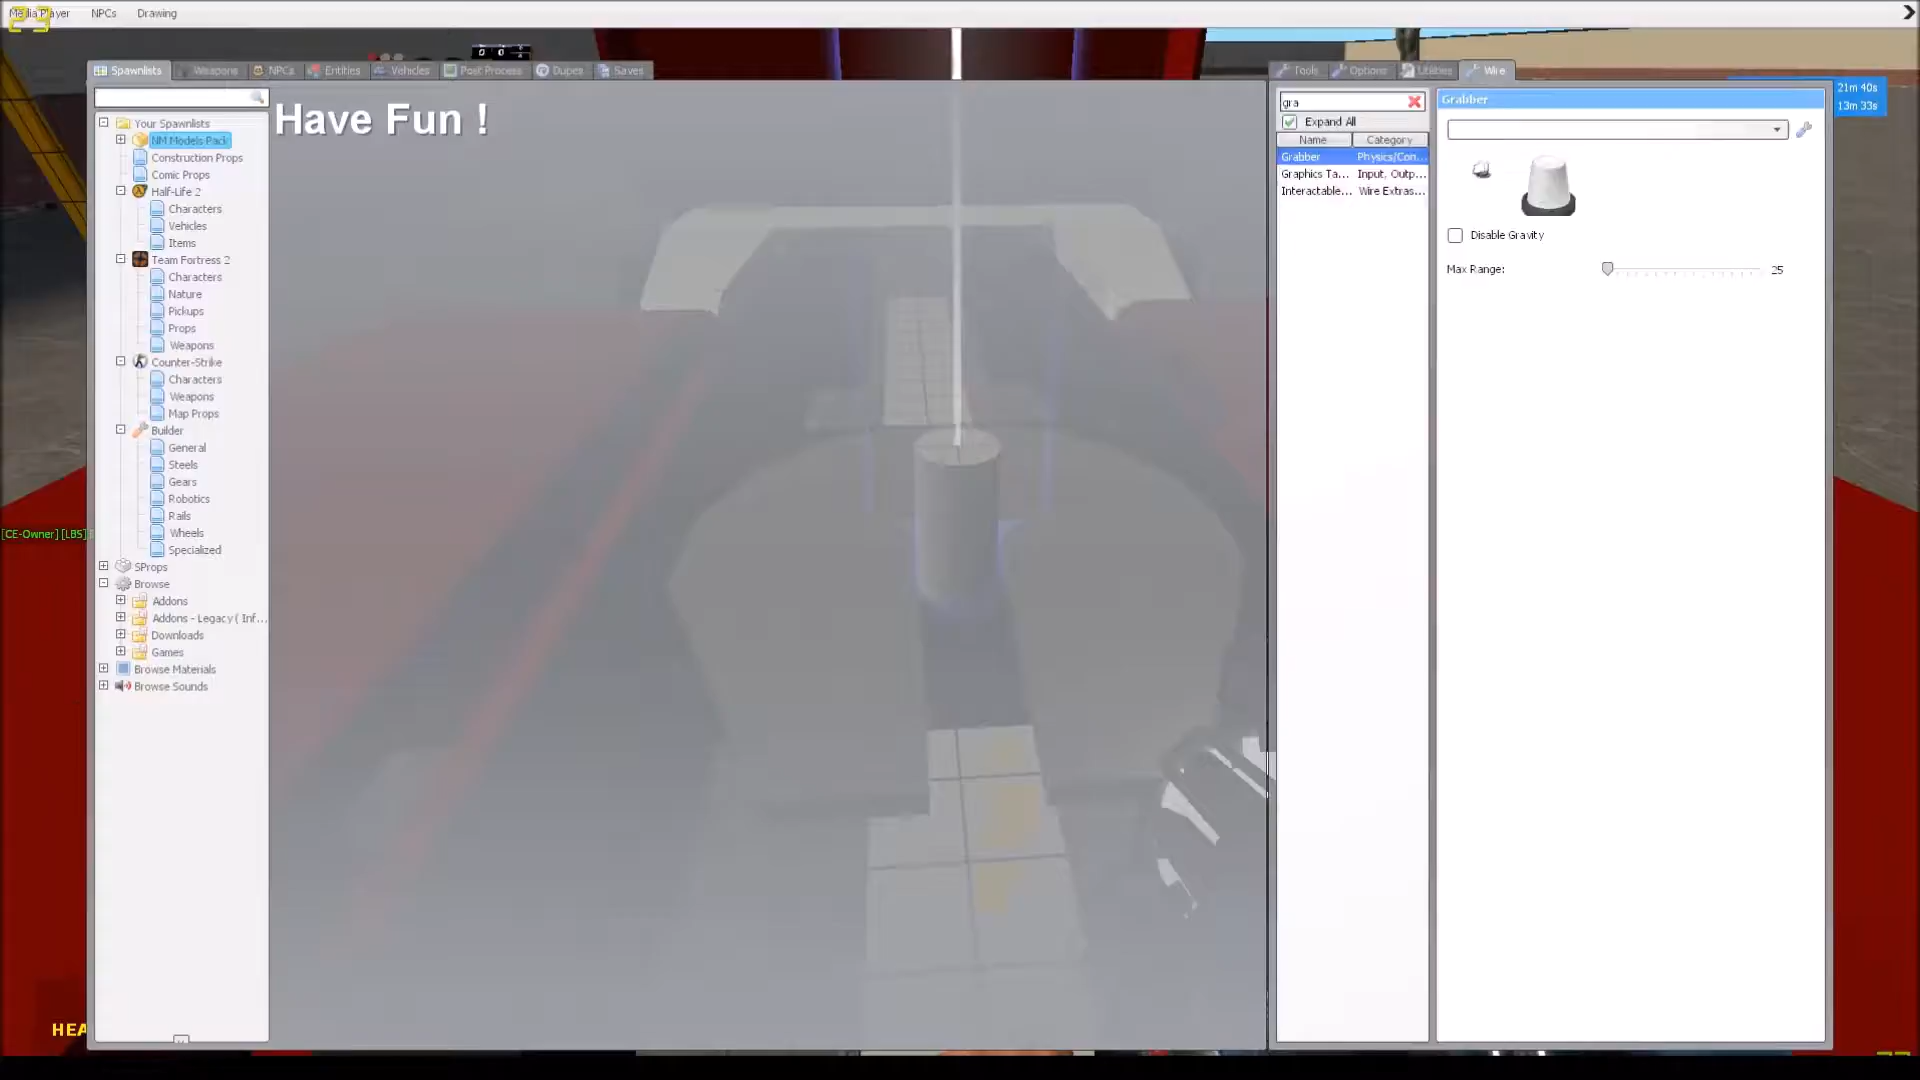 Media Player NPCs Drawing
23
0 0
Spawnlists Weapons NPCs Entities Vehicles Post Process Dupes Saves
Tools Options Utilities Wire
Have Fun !
Your Spawnlists
NM Models Pack
Construction Props
Comic Props
Half-Life 2
Characters
Vehicles
Items
Team Fortress 2
Characters
Nature
Pickups
Props
Weapons
Counter-Strike
Characters
Weapons
Map Props
Builder
General
Steels
Gears
Robotics
Rails
Wheels
Specialized
SProps
Browse
Addons
Addons - Legacy ( Inf...
Downloads
Games
Browse Materials
Browse Sounds
gra
Expand All
Name Category
Grabber Physics/Con...
Graphics Ta... Input, Outp...
Interactable... Wire Extras...
Grabber
Disable Gravity
Max Range: 25
21m 40s
13m 33s
[CE-Owner] [LBS]
HEA